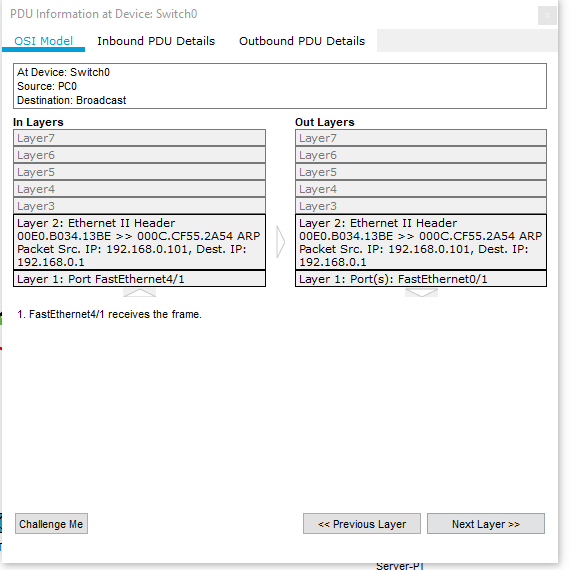 PDU Information at Device: Switch0
OSI Model
Inbound PDU Details
Outbound PDU Details
At Device: Switch0
Source: PC0
Destination: Broadcast
In Layers
Layer7
Layer6
Layer5
Layer4
Layer3
Layer 2: Ethernet II Header
00E0.B034.13BE >> 000C.CF55.2A54 ARP
Packet Src. IP: 192.168.0.101, Dest. IP:
192.168.0.1
Layer 1: Port FastEthernet4/1
Out Layers
Layer7
Layer6
Layer5
Layer4
Layer3
Layer 2: Ethernet II Header
00E0.B034.13BE >> 000C.CF55.2A54 ARP
Packet Src. IP: 192.168.0.101, Dest. IP:
192.168.0.1
Layer 1: Port(s): FastEthernet0/1
1. FastEthernet4/1 receives the frame.
Challenge Me
<< Previous Layer
Next Layer >>
Server-PT